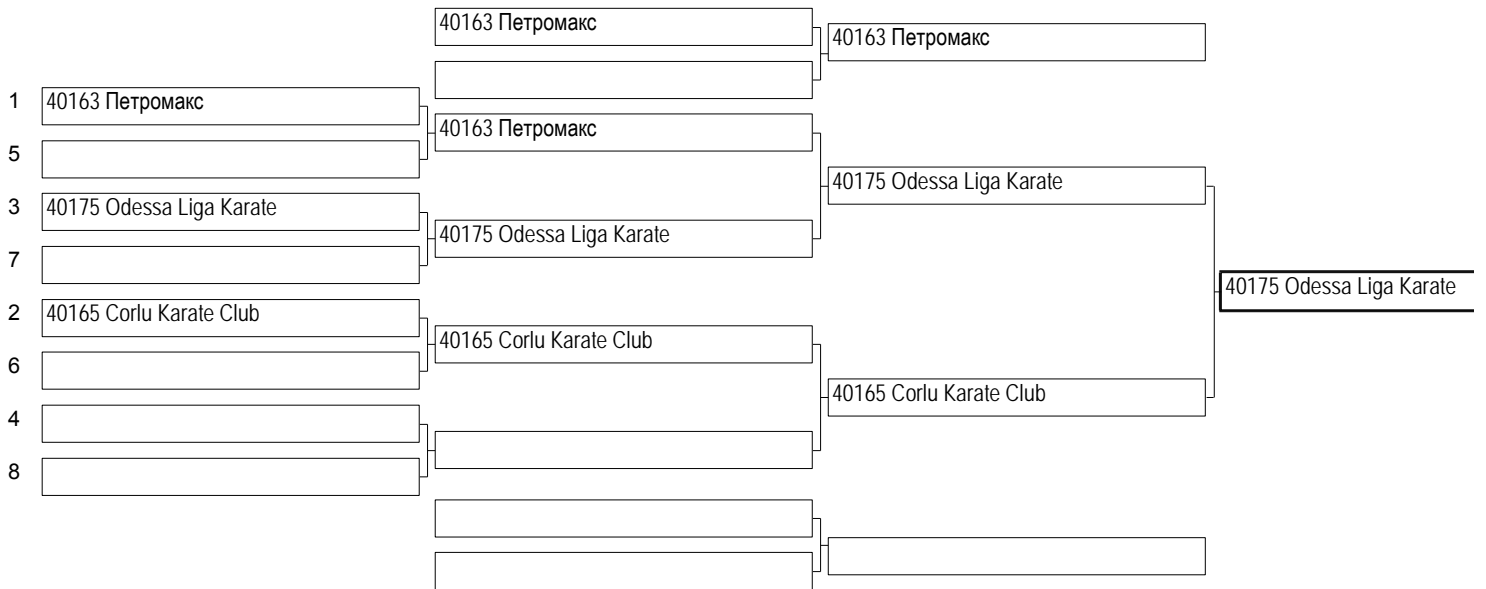 40163 Петромакс
40163 Петромакс
1 40163 Петромакс
40163 Петромакс
5
40175 Odessa Liga Karate
3 40175 Odessa Liga Karate
40175 Odessa Liga Karate
7
40175 Odessa Liga Karate
2 40165 Corlu Karate Club
40165 Corlu Karate Club
6
40165 Corlu Karate Club
4
8